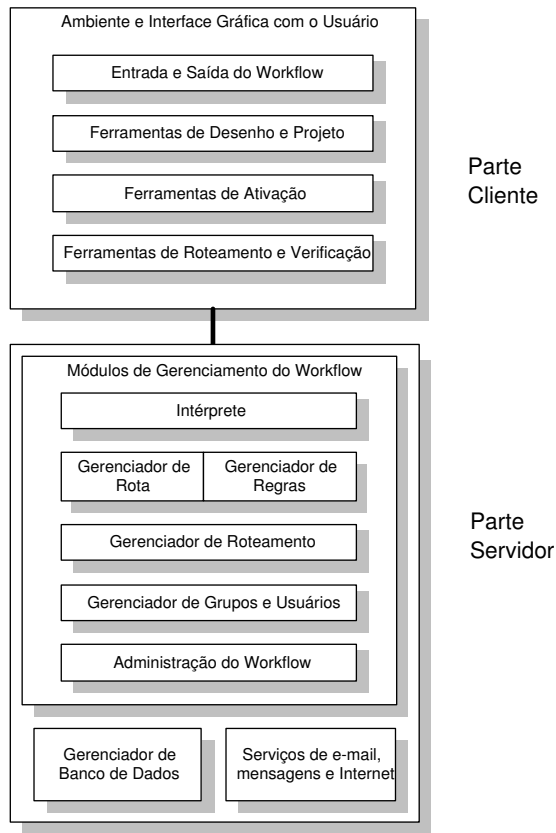 Ambiente e Interface Gráfica com o Usuário
Entrada e Saída do Workflow
Ferramentas de Desenho e Projeto
Ferramentas de Ativação
Ferramentas de Roteamento e Verificação
Parte
Cliente
Módulos de Gerenciamento do Workflow
Intérprete
Gerenciador de
Rota
Gerenciador de
Regras
Gerenciador de Roteamento
Gerenciador de Grupos e Usuários
Administração do Workflow
Parte
Servidor
Gerenciador de
Banco de Dados
Serviços de e-mail,
mensagens e Internet